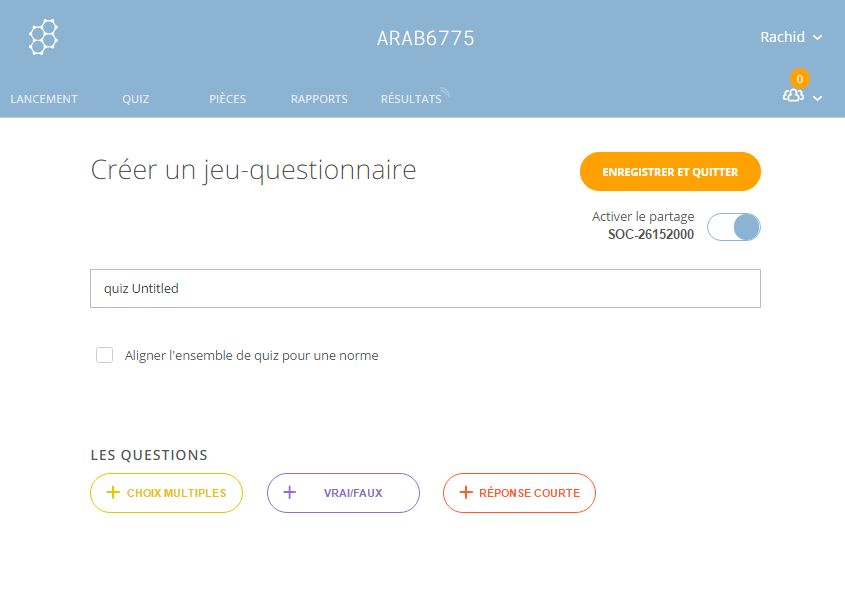 ARAB6775
Rachid
0
LANCEMENT QUIZ PIÈCES RAPPORTS RÉSULTATS
Créer un jeu-questionnaire
ENREGISTRER ET QUITTER
Activer le partage
SOC-26152000
quiz Untitled
Aligner l'ensemble de quiz pour une norme
LES QUESTIONS
CHOIX MULTIPLES VRAI/FAUX RÉPONSE COURTE